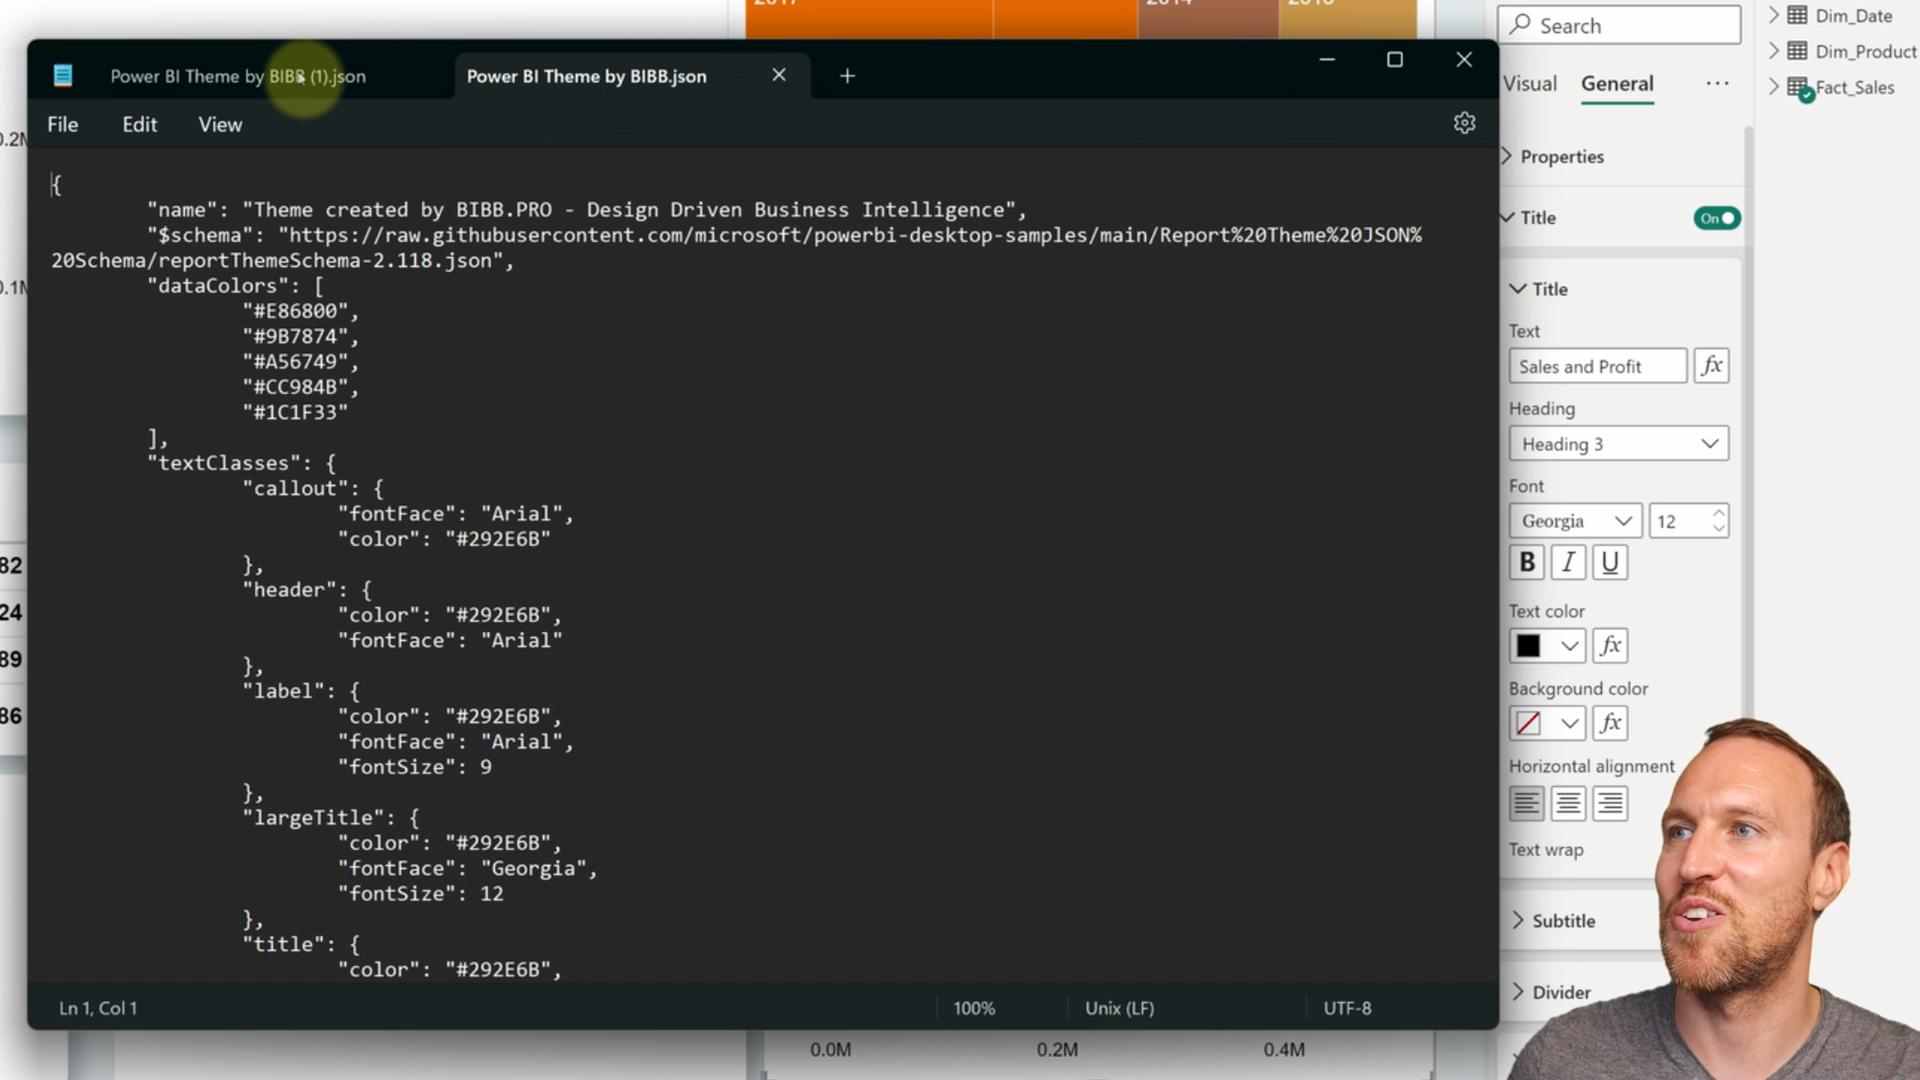 2017
2014
Power BI Theme by BIBB (1).json
Power BI Theme by BIBB.json
File
Edit
View
{
"name": "Theme created by BIBB.PRO - Design Driven Business Intelligence",
"$schema": "https://raw.githubusercontent.com/microsoft/powerbi-desktop-samples/main/Report%20Theme%20JSON%
20Schema/reportThemeSchema-2.118.json",
"dataColors": [
"#E86800",
"#9B7874",
"#A56749",
"#CC984B",
"#1C1F33"
],
"textClasses": {
"callout": {
"fontFace": "Arial",
"color": "#292E6B"
},
"header": {
"color": "#292E6B",
"fontFace": "Arial"
},
"label": {
"color": "#292E6B",
"fontFace": "Arial",
"fontSize": 9
},
"largeTitle": {
"color": "#292E6B",
"fontFace": "Georgia",
"fontSize": 12
},
"title": {
"color": "#292E6B",
Ln 1, Col 1
100%
Unix (LF)
UTF-8
82
24
89
86
0.0M
0.2M
0.4M
Search
Visual
General
Properties
Title
On
Title
Text
Sales and Profit
fx
Heading
Heading 3
Font
Georgia
12
B
I
U
Text color
fx
Background color
fx
Horizontal alignment
Text wrap
Subtitle
Divider
Dim_Date
Dim_Product
Fact_Sales